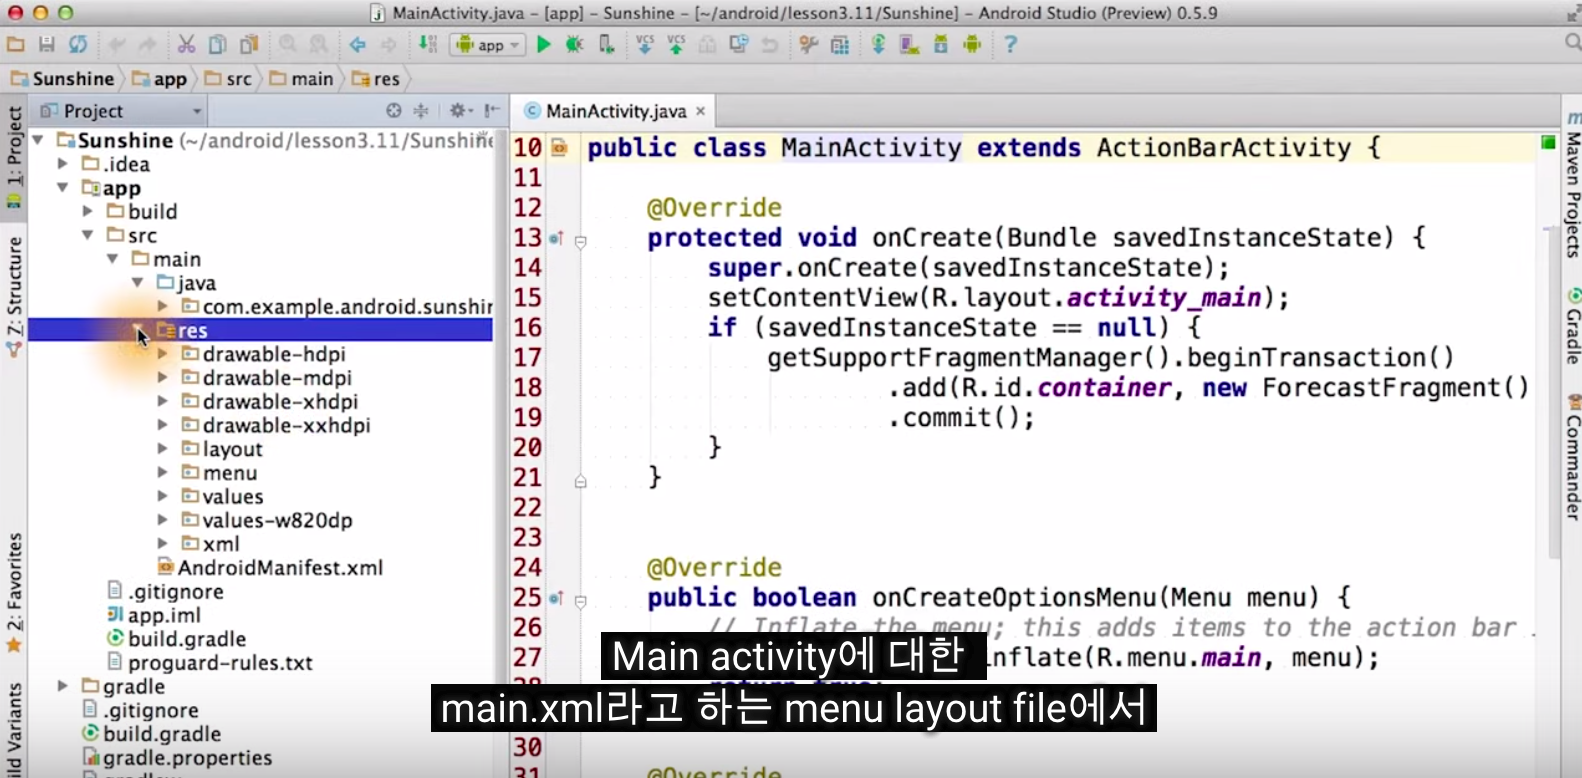 MainActivity.java – [app] – Sunshine – [~/android/lesson3.11/Sunshine] – Android Studio (Preview) 0.5.9
app
VCS VCS
Sunshine app src main res
Project
MainActivity.java
1: Project
Z: Structure
2: Favorites
Variants
Sunshine (~/android/lesson3.11/Sunshine
.idea
app
build
src
main
java
com.example.android.sunshin
res
drawable-hdpi
drawable-mdpi
drawable-xhdpi
drawable-xxhdpi
layout
menu
values
values-w820dp
xml
AndroidManifest.xml
.gitignore
app.iml
build.gradle
proguard-rules.txt
gradle
.gitignore
build.gradle
gradle.properties
10 public class MainActivity extends ActionBarActivity {
11
12 @Override
13 protected void onCreate(Bundle savedInstanceState) {
14 super.onCreate(savedInstanceState);
15 setContentView(R.layout.activity_main);
16 if (savedInstanceState == null) {
17 getSupportFragmentManager().beginTransaction()
18 .add(R.id.container, new ForecastFragment()
19 .commit();
20 }
21 }
22
23
24 @Override
25 public boolean onCreateOptionsMenu(Menu menu) {
26 // Inflate the menu; this adds items to the action bar
27 nflate(R.menu.main, menu);
30
31 @Override
Main activity에 대한
main.xml라고 하는 menu layout file에서
Maven Projects
Gradle
Commander